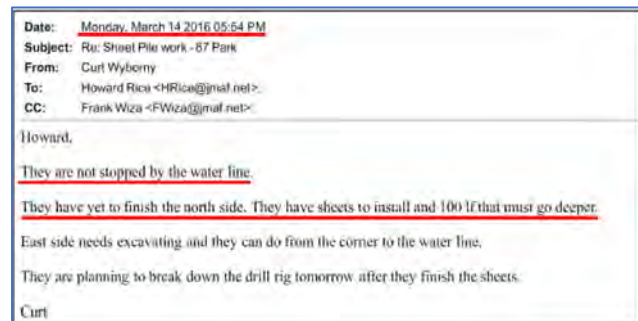 Date: Monday, March 14 2016 05:54 PM
Subject: Re: Sheet Pile work - 87 Park
From: Curt Wyborny
To: Howard Rice <HRice@jmaf.net>
CC: Frank Wiza <FWiza@jmaf.net>
Howard,
They are not stopped by the water line.
They have yet to finish the north side. They have sheets to install and 100 lf that must go deeper.
East side needs excavating and they can do from the corner to the water line.
They are planning to break down the drill rig tomorrow after they finish the sheets.
Curt